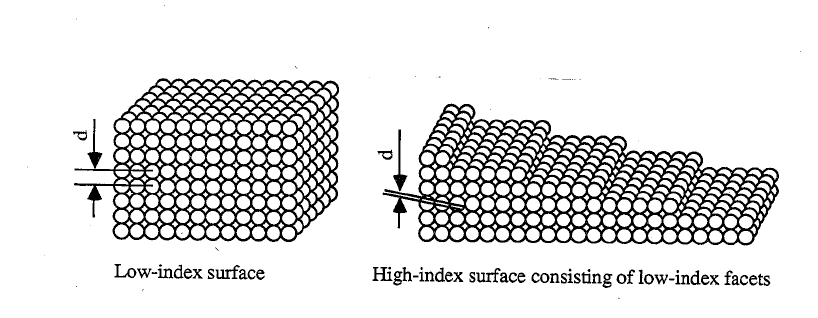 d
d
Low-index surface
High-index surface consisting of low-index facets